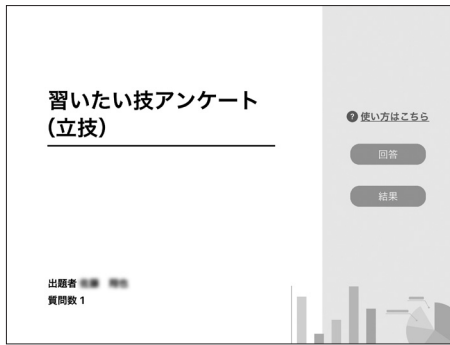 習いたい技アンケート
(立技)
? 使い方はこちら
回答
結果
出題者
質問数 1